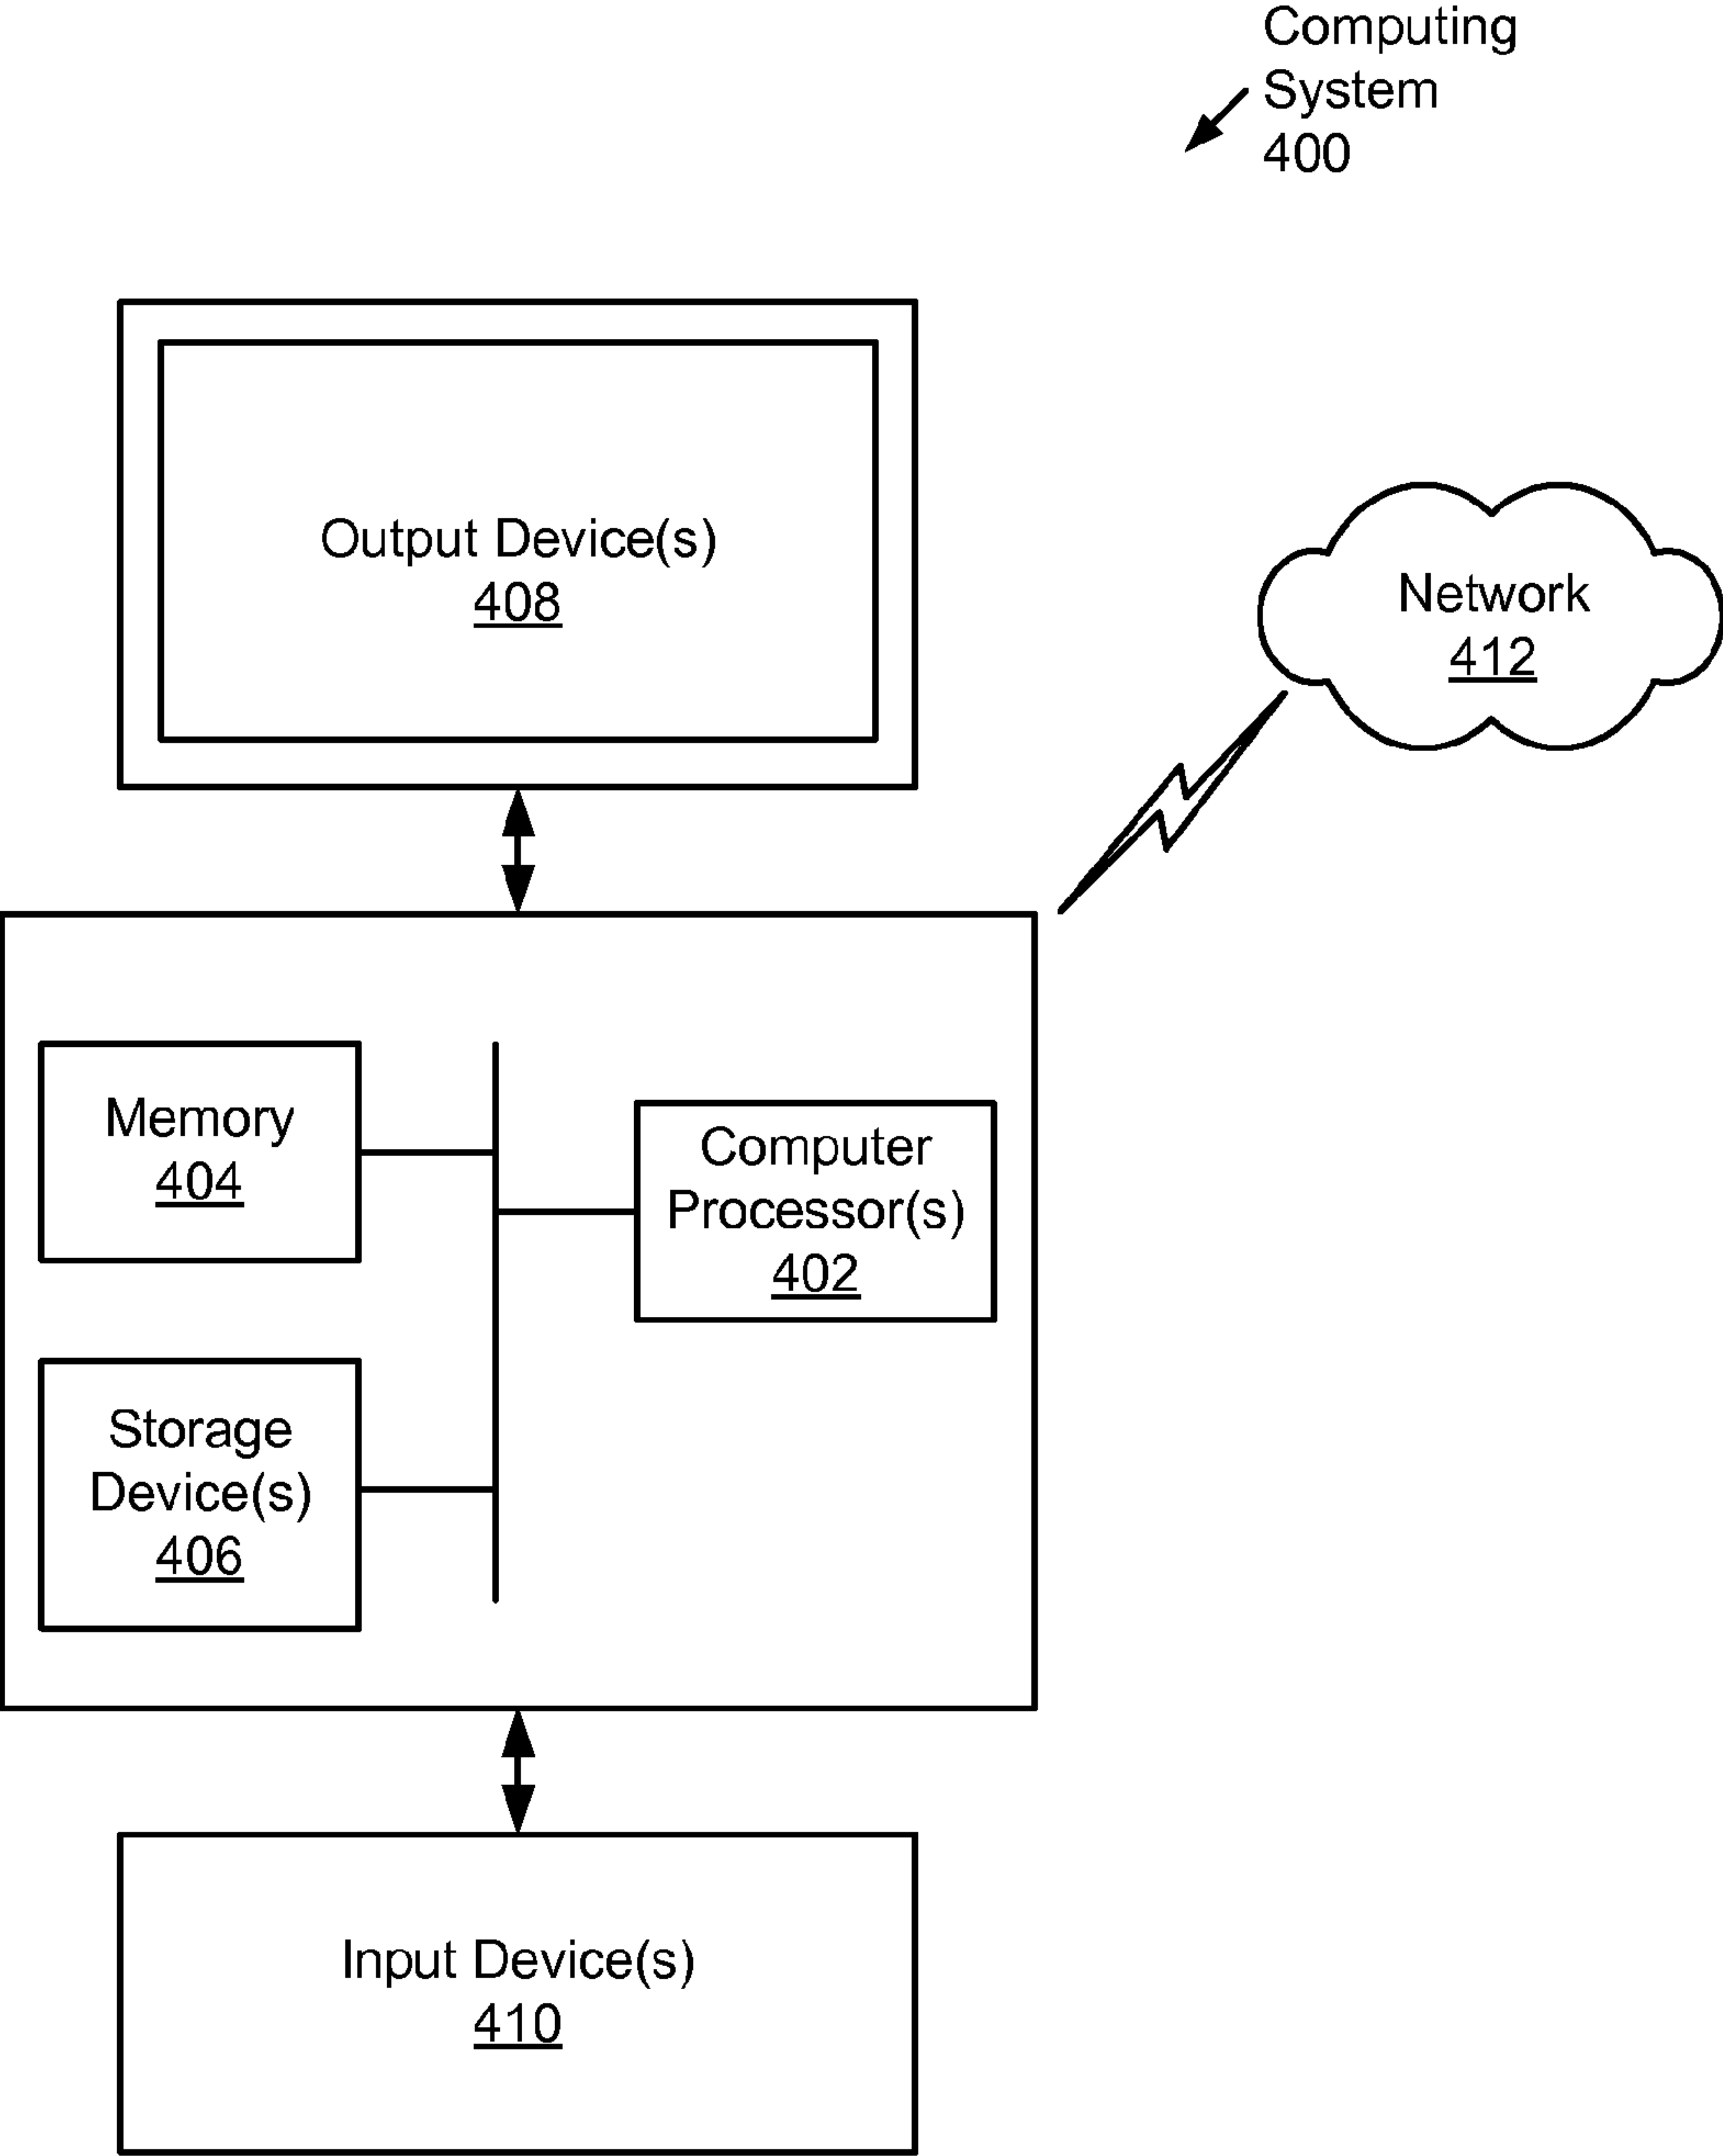 Computing
System
400
Output Device(s)
408
Network
412
Memory
404
Computer
Processor(s)
402
Storage
Device(s)
406
Input Device(s)
410